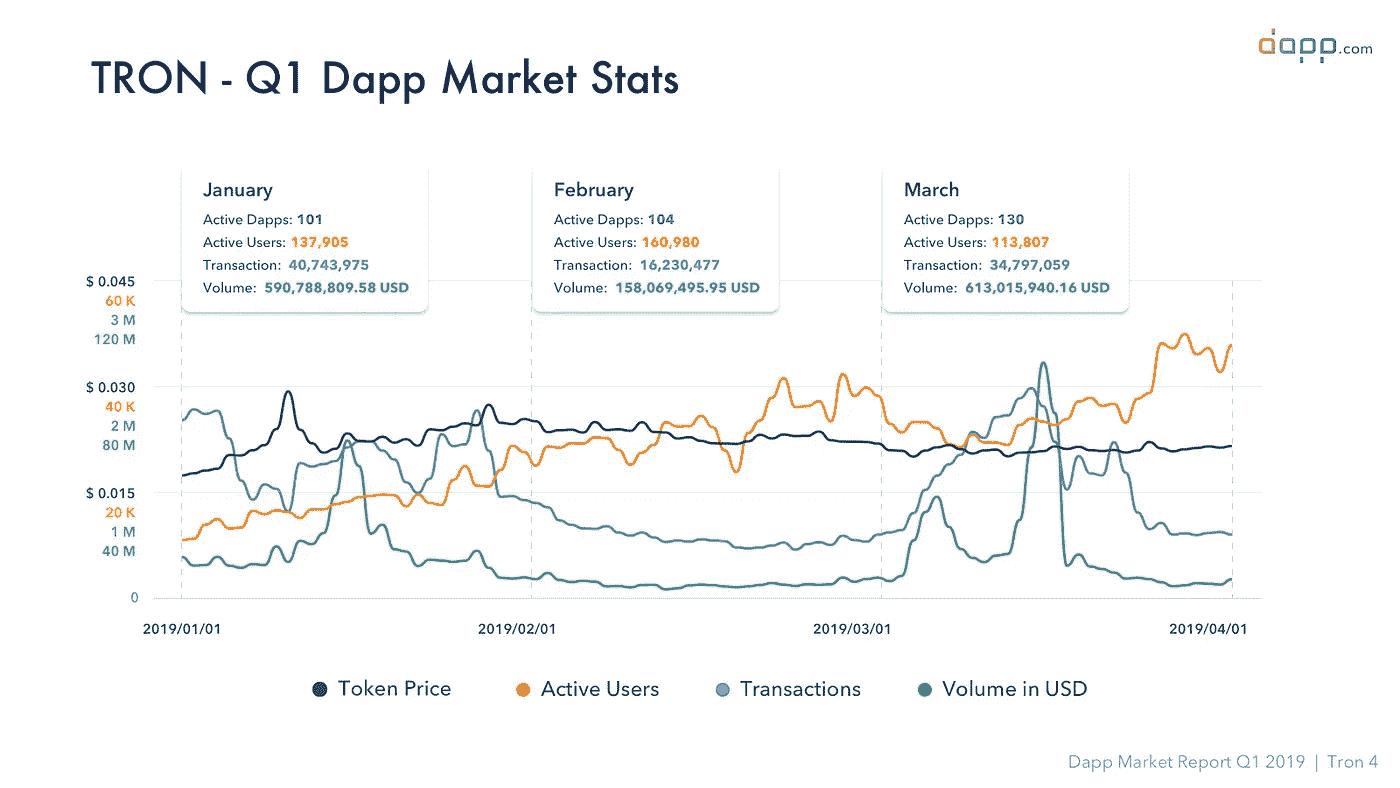 dapp.com
TRON - Q1 Dapp Market Stats
January
Active Dapps: 101
Active Users: 137,905
Transaction: 40,743,975
Volume: 590,788,809.58 USD
February
Active Dapps: 104
Active Users: 160,980
Transaction: 16,230,477
Volume: 158,069,495.95 USD
March
Active Dapps: 130
Active Users: 113,807
Transaction: 34,797,059
Volume: 613,015,940.16 USD
$ 0.045
60 K
3 M
120 M
$ 0.030
40 K
2 M
80 M
$ 0.015
20 K
1 M
40 M
0
2019/01/01
2019/02/01
2019/03/01
2019/04/01
Token Price
Active Users
Transactions
Volume in USD
Dapp Market Report Q1 2019 | Tron 4